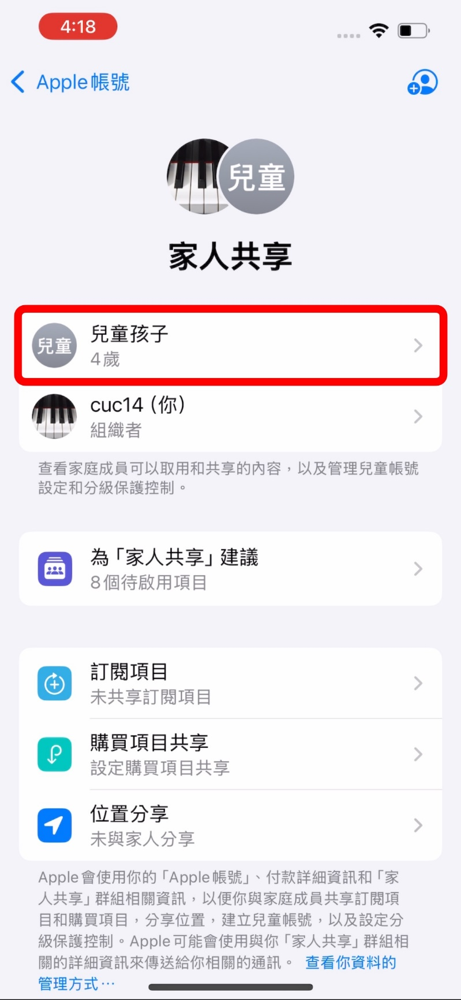 4:18
Apple帳號
兒童
家人共享
兒童
兒童孩子
4歲
cuc14（你）
組織者
查看家庭成員可以取用和共享的內容，以及管理兒童帳號
設定和分級保護控制。
為「家人共享」建議
8個待啟用項目
訂閱項目
未共享訂閱項目
購買項目共享
設定購買項目共享
位置分享
未與家人分享
Apple會使用你的「Apple帳號」、付款詳細資訊和「家
人共享」群組相關資訊，以便你與家庭成員共享訂閱項
目和購買項目，分享位置，建立兒童帳號，以及設定分
級保護控制。Apple可能會使用與你「家人共享」群組相
關的詳細資訊來傳送給你相關的通訊。 查看你資料的
管理方式⋯